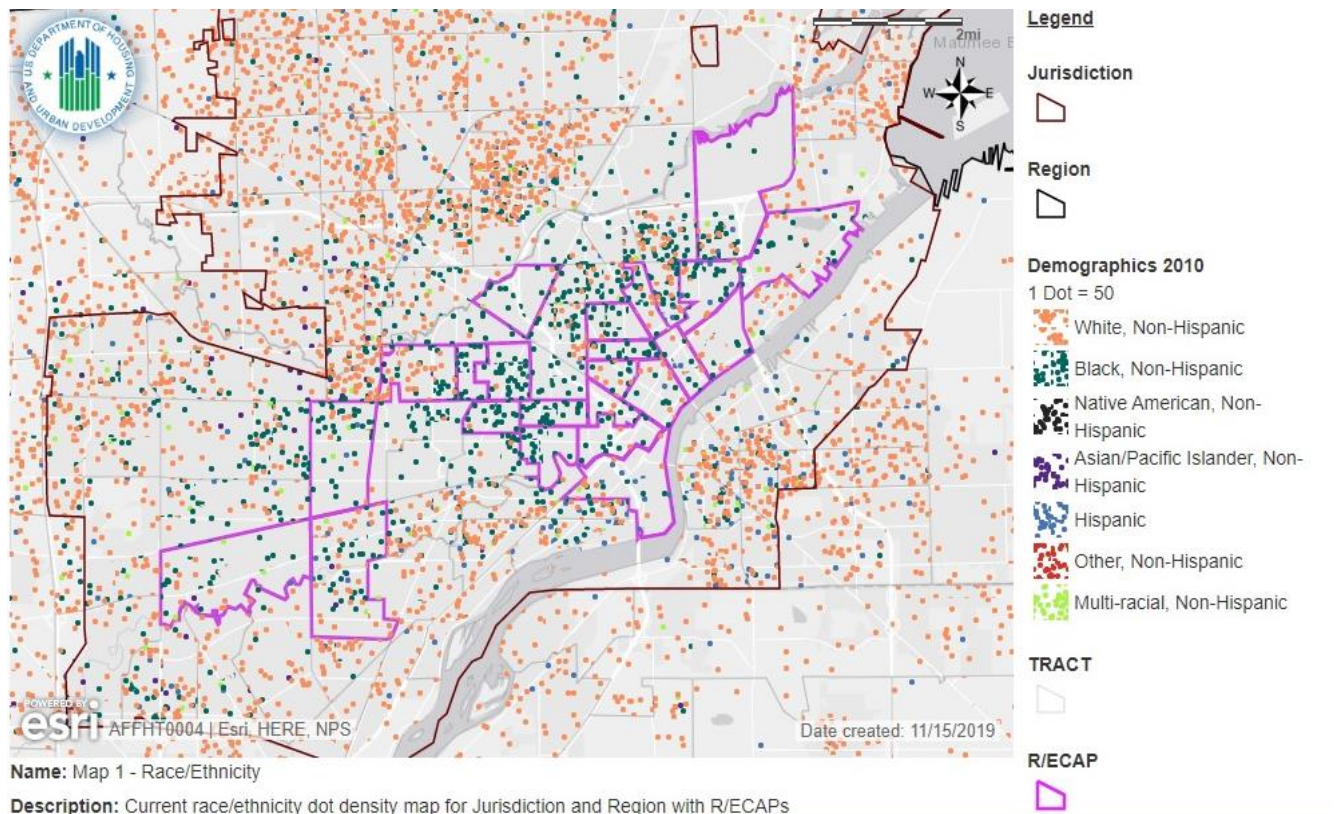 U.S. DEPARTMENT OF HOUSING
AND URBAN DEVELOPMENT
0 1 2mi
Maumee B
N
W E
S
POWERED BY
esri AFFHT0004 | Esri, HERE, NPS
Date created: 11/15/2019
Name: Map 1 - Race/Ethnicity
Description: Current race/ethnicity dot density map for Jurisdiction and Region with R/ECAPs
Legend
Jurisdiction
Region
Demographics 2010
1 Dot = 50
White, Non-Hispanic
Black, Non-Hispanic
Native American, Non-
Hispanic
Asian/Pacific Islander, Non-
Hispanic
Hispanic
Other, Non-Hispanic
Multi-racial, Non-Hispanic
TRACT
R/ECAP